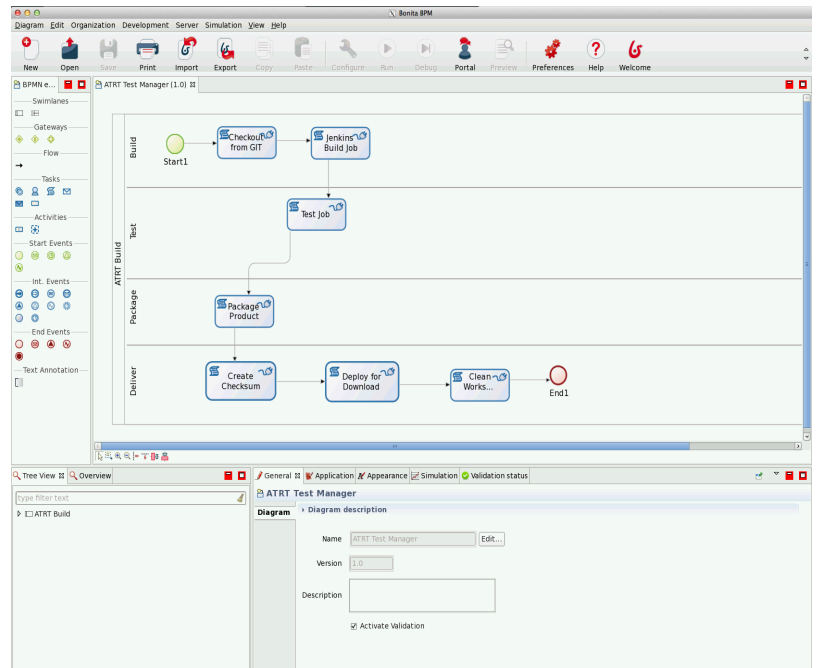 Bonita BPM
Diagram Edit Organization Development Server Simulation View Help
New Open Save Print Import Export Copy Paste Configure Run Debug Portal Preview Preferences Help Welcome
BPMN e...
ATRT Test Manager (1.0)
Swimlanes
Gateways
Flow
Tasks
Activities
Start Events
Int. Events
End Events
Text Annotation
ATRT Build
Build
Start1
Checkout from GIT
Jenkins Build Job
Test
Test Job
Package
Package Product
Deliver
Create Checksum
Deploy for Download
Clean Works...
End1
Tree View Overview
type filter text
ATRT Build
General Application Appearance Simulation Validation status
ATRT Test Manager
Diagram
Diagram description
Name ATRT Test Manager Edit...
Version 1.0
Description
Activate Validation